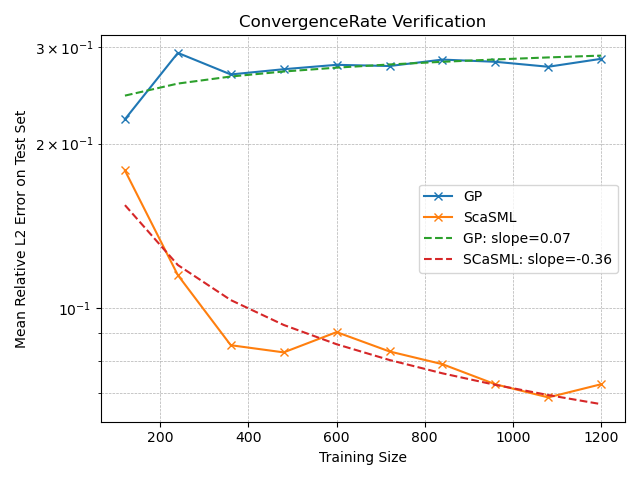 ConvergenceRate Verification
Mean Relative L2 Error on Test Set
3 × 10⁻¹
2 × 10⁻¹
10⁻¹
GP
ScaSML
GP: slope=0.07
SCaSML: slope=-0.36
200 400 600 800 1000 1200
Training Size